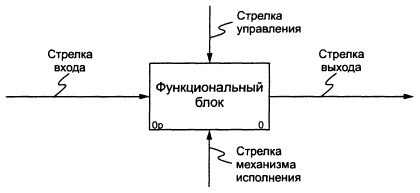 Стрелка
управления
Стрелка
входа
Стрелка
выхода
Функциональный
блок
0р 0
Стрелка
механизма
исполнения